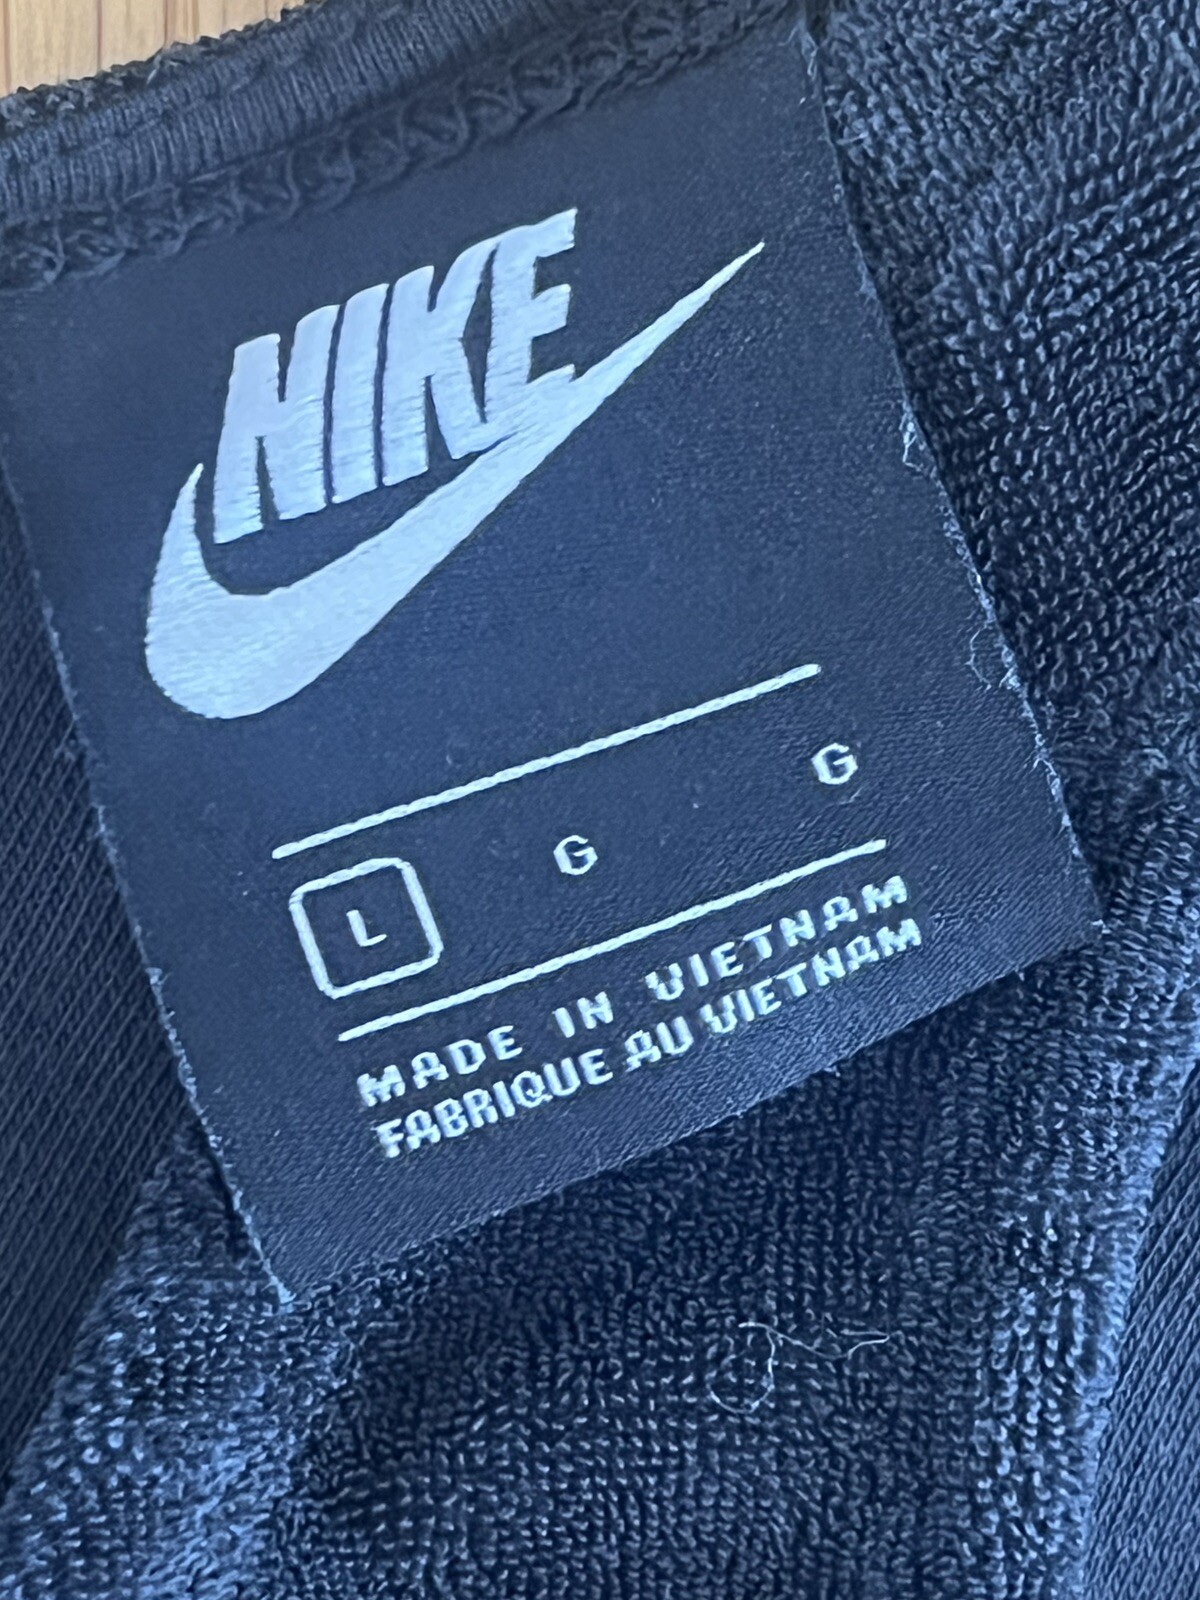 NIKE
L G G
MADE IN VIETNAM
FABRIQUE AU VIETNAM